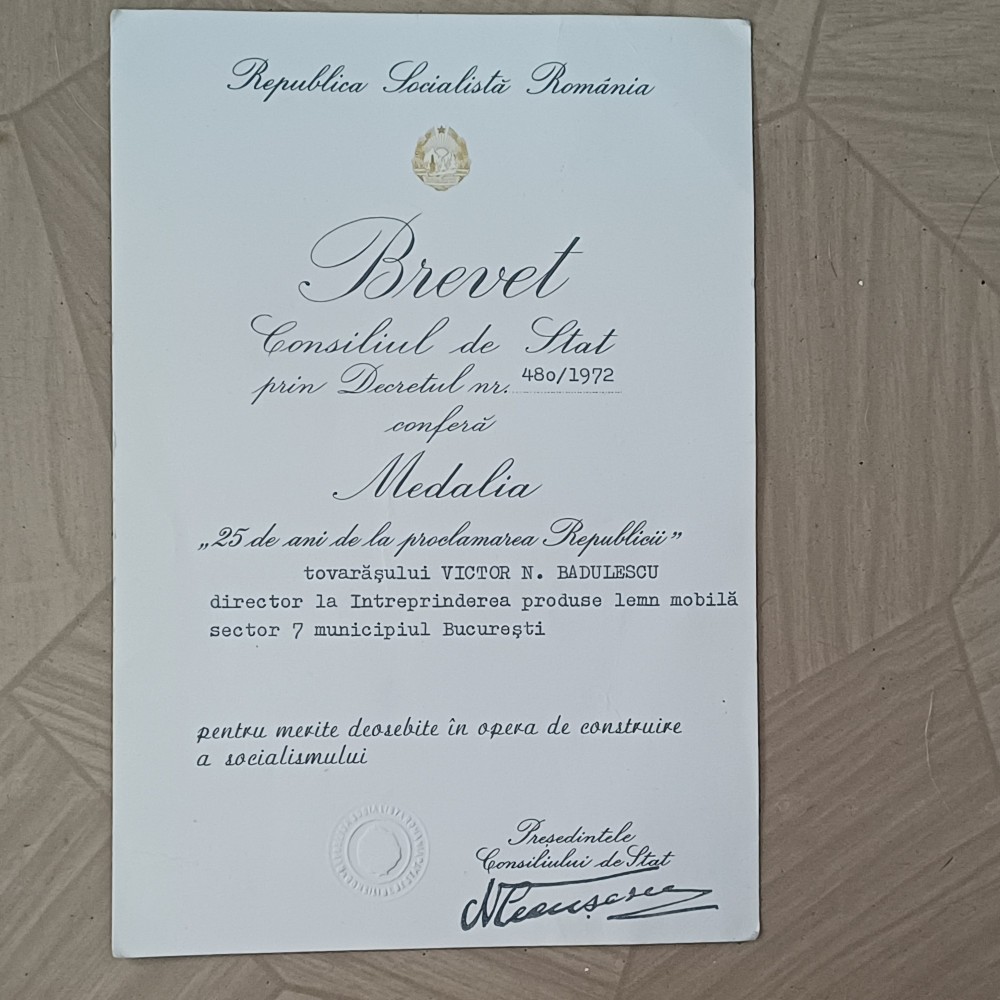 Republica Socialistă România
Brevet
Consiliul de Stat
prin Decretul nr. 48o/1972
conferă
Medalia
„25 de ani de la proclamarea Republicii”
tovarăşului VICTOR N. BADULESCU
director la Intreprinderea produse lemn mobilă
sector 7 municipiul Bucureşti
pentru merite deosebite în opera de construire
a socialismului
Preşedintele
Consiliului de Stat
NCeauşescu